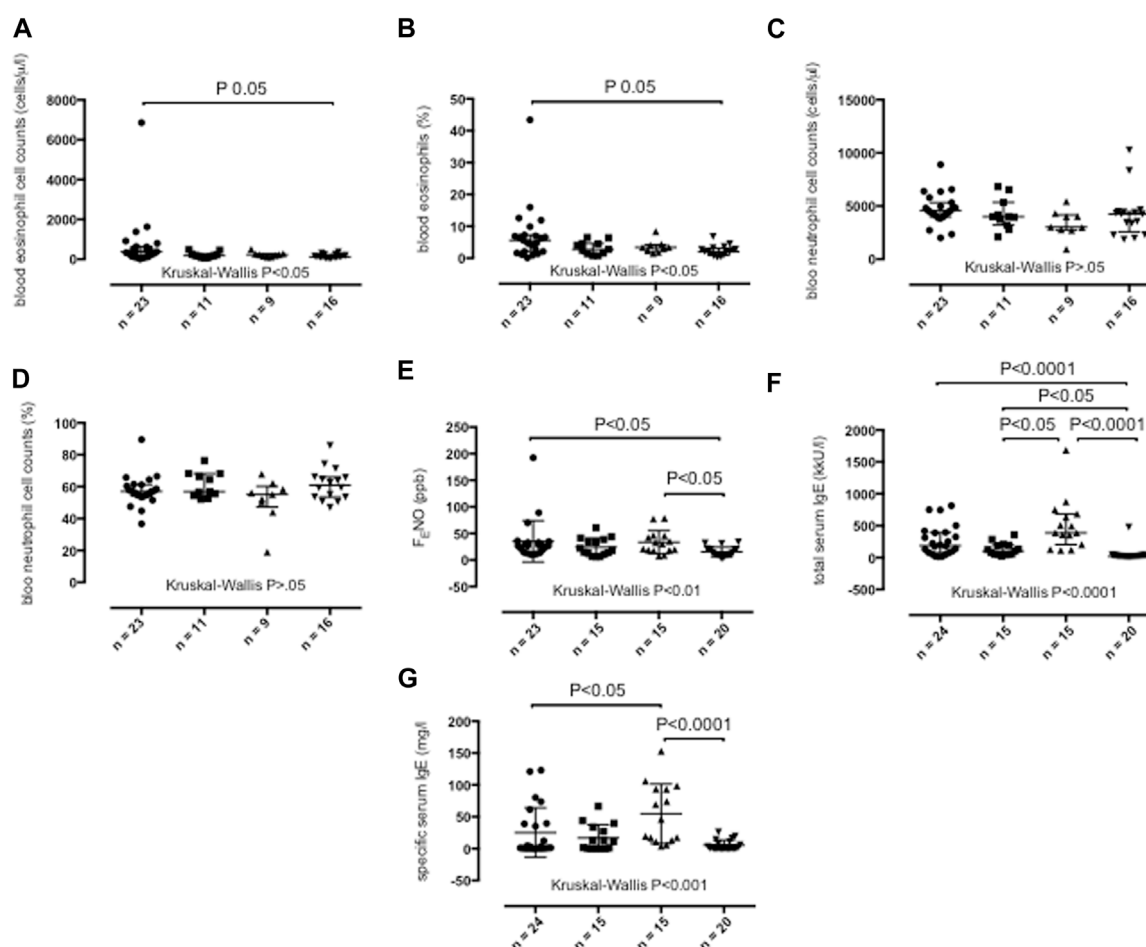 A
blood eosinophil cell counts (cells/µ/l)
8000
6000
4000
2000
0
P 0.05
Kruskal-Wallis P<0.05
n = 23
n = 11
n = 9
n = 16
B
blood eosinophils (%)
50
40
30
20
10
0
P 0.05
Kruskal-Wallis P<0.05
n = 23
n = 11
n = 9
n = 16
C
bloo neutrophil cell counts (cells/µl)
15000
10000
5000
0
Kruskal-Wallis P>.05
n = 23
n = 11
n = 9
n = 16
D
bloo neutrophil cell counts (%)
100
80
60
40
20
0
Kruskal-Wallis P>.05
n = 23
n = 11
n = 9
n = 16
E
FENO (ppb)
250
200
150
100
50
0
-50
P<0.05
P<0.05
Kruskal-Wallis P<0.01
n = 23
n = 15
n = 15
n = 20
F
total serum IgE (kkU/l)
2000
1500
1000
500
0
-500
P<0.0001
P<0.05
P<0.05
P<0.0001
Kruskal-Wallis P<0.0001
n = 24
n = 15
n = 15
n = 20
G
specific serum IgE (mg/l
200
150
100
50
0
-50
P<0.05
P<0.0001
Kruskal-Wallis P<0.001
n = 24
n = 15
n = 15
n = 20